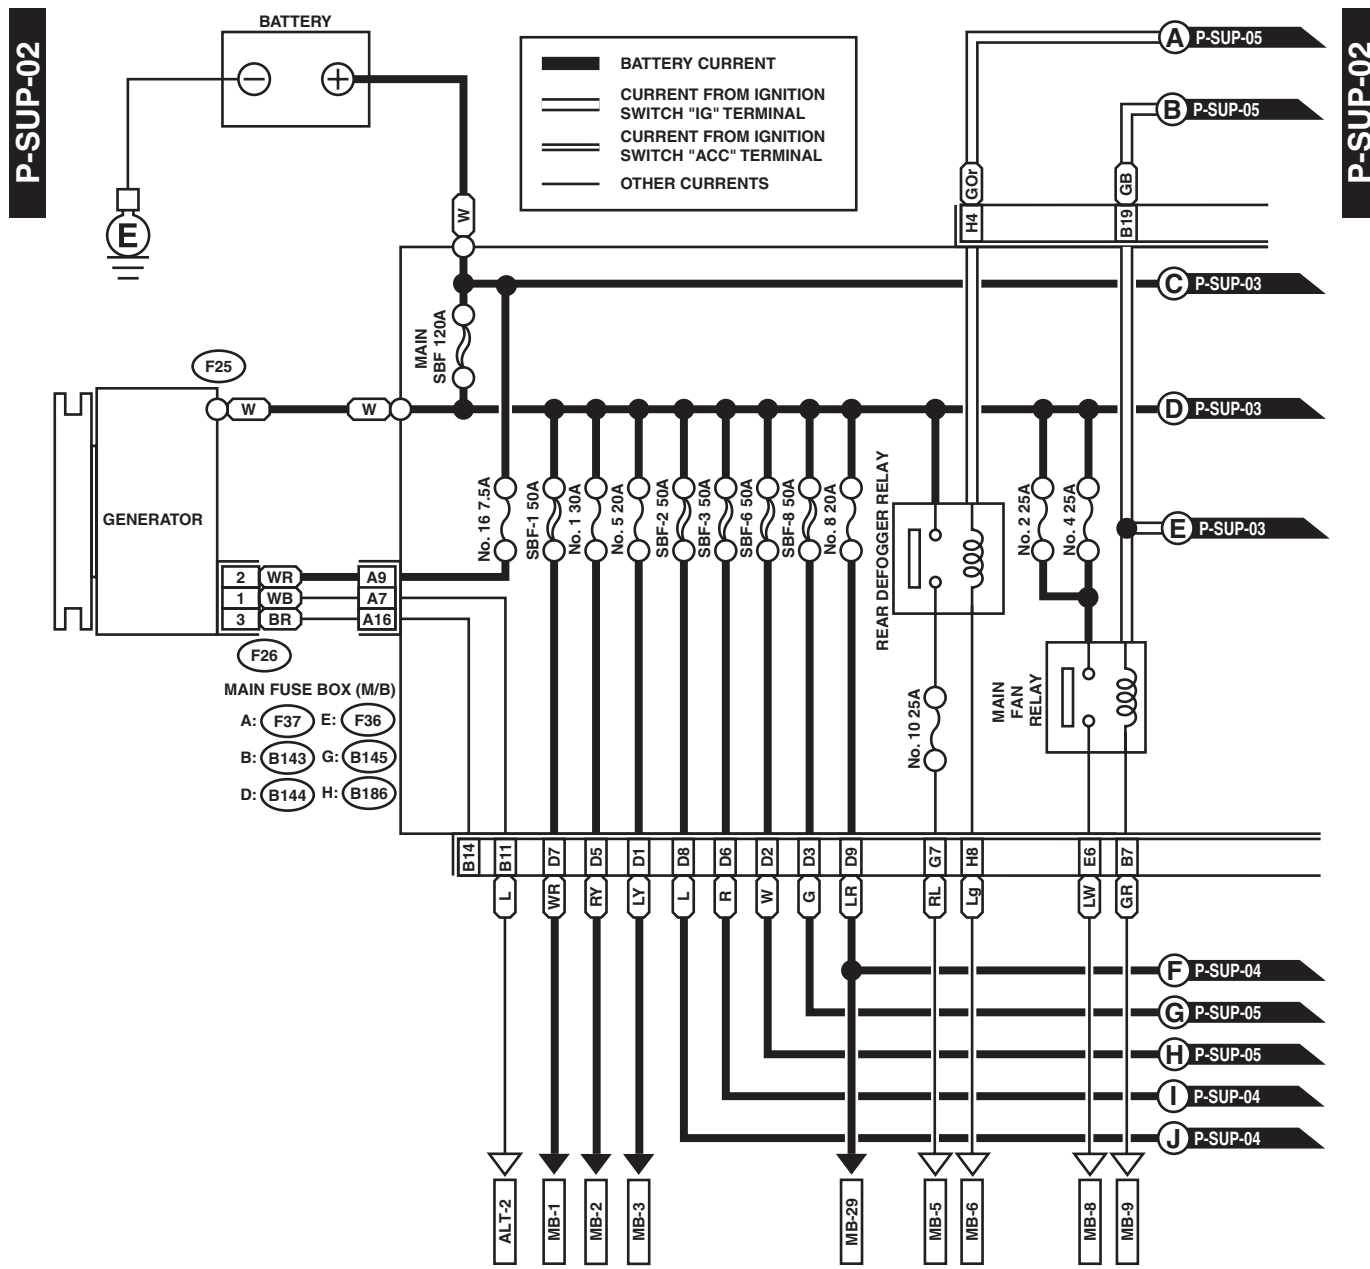 P-SUP-02
P-SUP-02
BATTERY
−
+
E
W
BATTERY CURRENT
CURRENT FROM IGNITION
SWITCH "IG" TERMINAL
CURRENT FROM IGNITION
SWITCH "ACC" TERMINAL
OTHER CURRENTS
A P-SUP-05
B P-SUP-05
GOr
GB
H4
B19
C P-SUP-03
MAIN
SBF 120A
F25
W
W
D P-SUP-03
GENERATOR
No. 16 7.5A
SBF-1 50A
No. 1 30A
No. 5 20A
SBF-2 50A
SBF-3 50A
SBF-6 50A
SBF-8 50A
No. 8 20A
REAR DEFOGGER RELAY
No. 2 25A
No. 4 25A
E P-SUP-03
2 WR A9
1 WB A7
3 BR A16
F26
MAIN FUSE BOX (M/B)
A: F37 E: F36
B: B143 G: B145
D: B144 H: B186
No. 10 25A
MAIN
FAN
RELAY
B14
B11
D7
D5
D1
D8
D6
D2
D3
D9
G7
H8
E6
B7
L
WR
RY
LY
L
R
W
G
LR
RL
Lg
LW
GR
F P-SUP-04
G P-SUP-05
H P-SUP-05
I P-SUP-04
J P-SUP-04
ALT-2
MB-1
MB-2
MB-3
MB-29
MB-5
MB-6
MB-8
MB-9